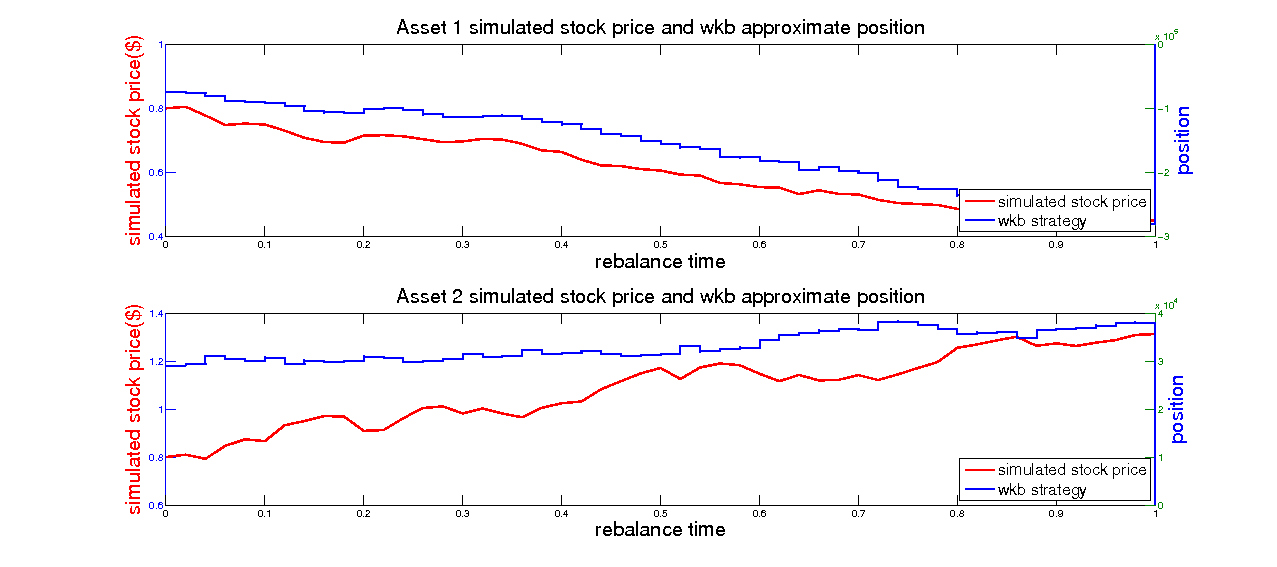 Asset 1 simulated stock price and wkb approximate position
x 10^5
simulated stock price($)
1
0.8
0.6
0.4
0
-1
-2
-3
position
simulated stock price
wkb strategy
0 0.1 0.2 0.3 0.4 0.5 0.6 0.7 0.8 0.9 1
rebalance time
Asset 2 simulated stock price and wkb approximate position
x 10^4
simulated stock price($)
1.4
1.2
1
0.8
0.6
4
3
2
1
0
position
simulated stock price
wkb strategy
0 0.1 0.2 0.3 0.4 0.5 0.6 0.7 0.8 0.9 1
rebalance time